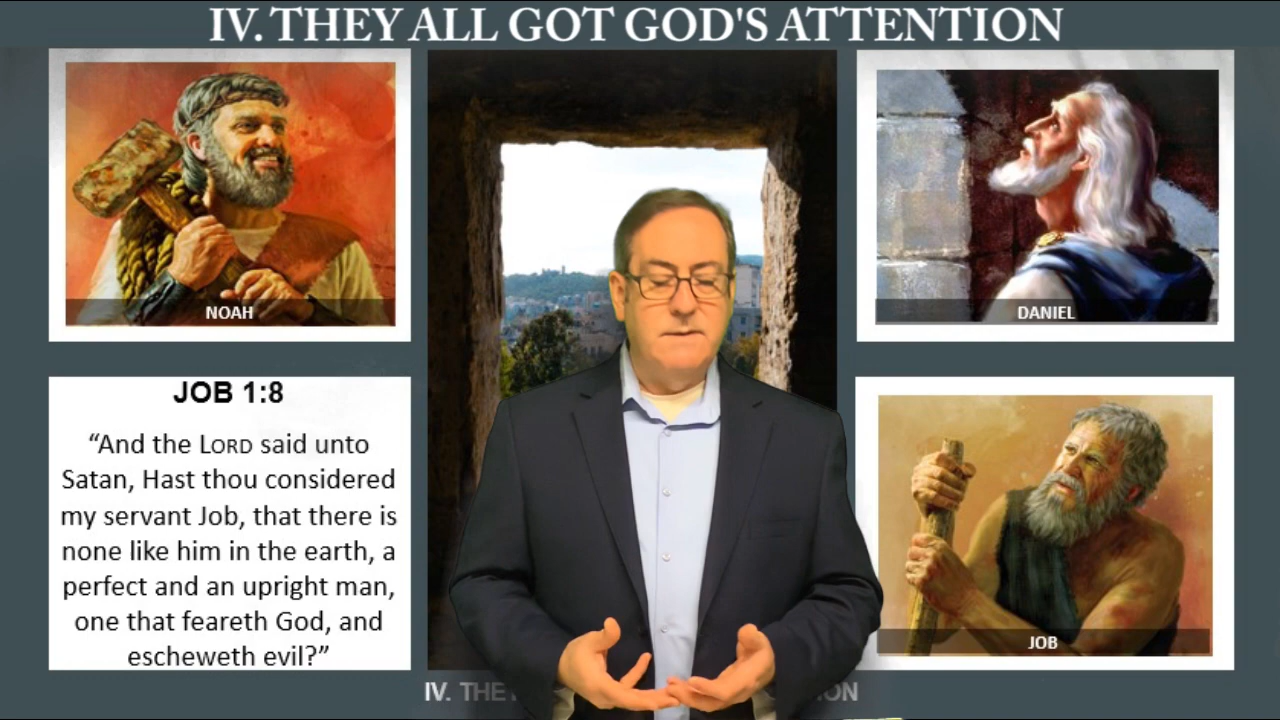 IV. THEY ALL GOT GOD'S ATTENTION
NOAH
DANIEL
JOB 1:8
“And the LORD said unto
Satan, Hast thou considered
my servant Job, that there is
none like him in the earth, a
perfect and an upright man,
one that feareth God, and
escheweth evil?”
JOB
IV. THE
ON